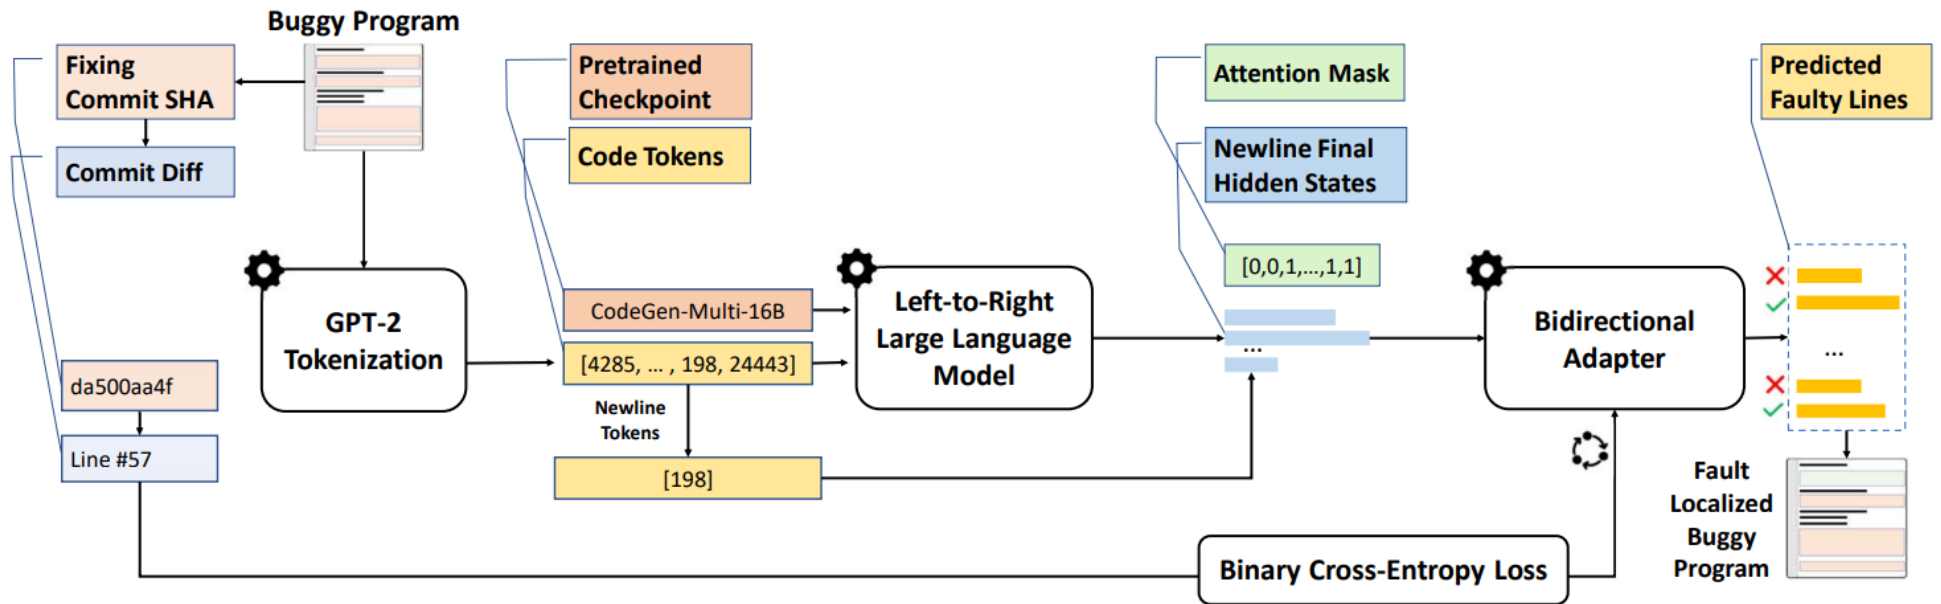 Buggy Program
Fixing
Commit SHA
Commit Diff
Pretrained
Checkpoint
Code Tokens
Attention Mask
Newline Final
Hidden States
Predicted
Faulty Lines
GPT-2
Tokenization
da500aa4f
Line #57
CodeGen-Multi-16B
[4285, ... , 198, 24443]
Newline
Tokens
[198]
Left-to-Right
Large Language
Model
[0,0,1,...,1,1]
...
Bidirectional
Adapter
...
Binary Cross-Entropy Loss
Fault
Localized
Buggy
Program